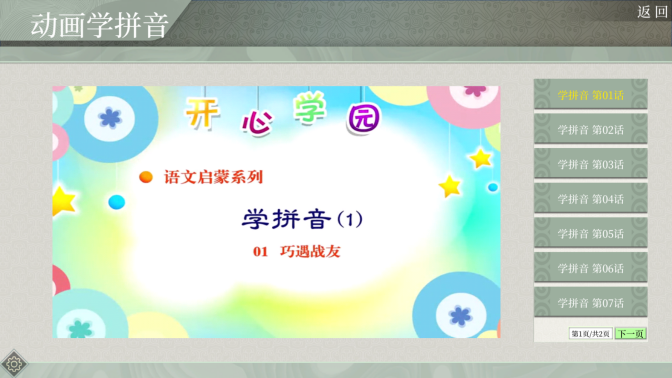 动画学拼音
返 回
开心学园
语文启蒙系列
学拼音(1)
01 巧遇战友
学拼音 第01话
学拼音 第02话
学拼音 第03话
学拼音 第04话
学拼音 第05话
学拼音 第06话
学拼音 第07话
第1页/共2页 下一页